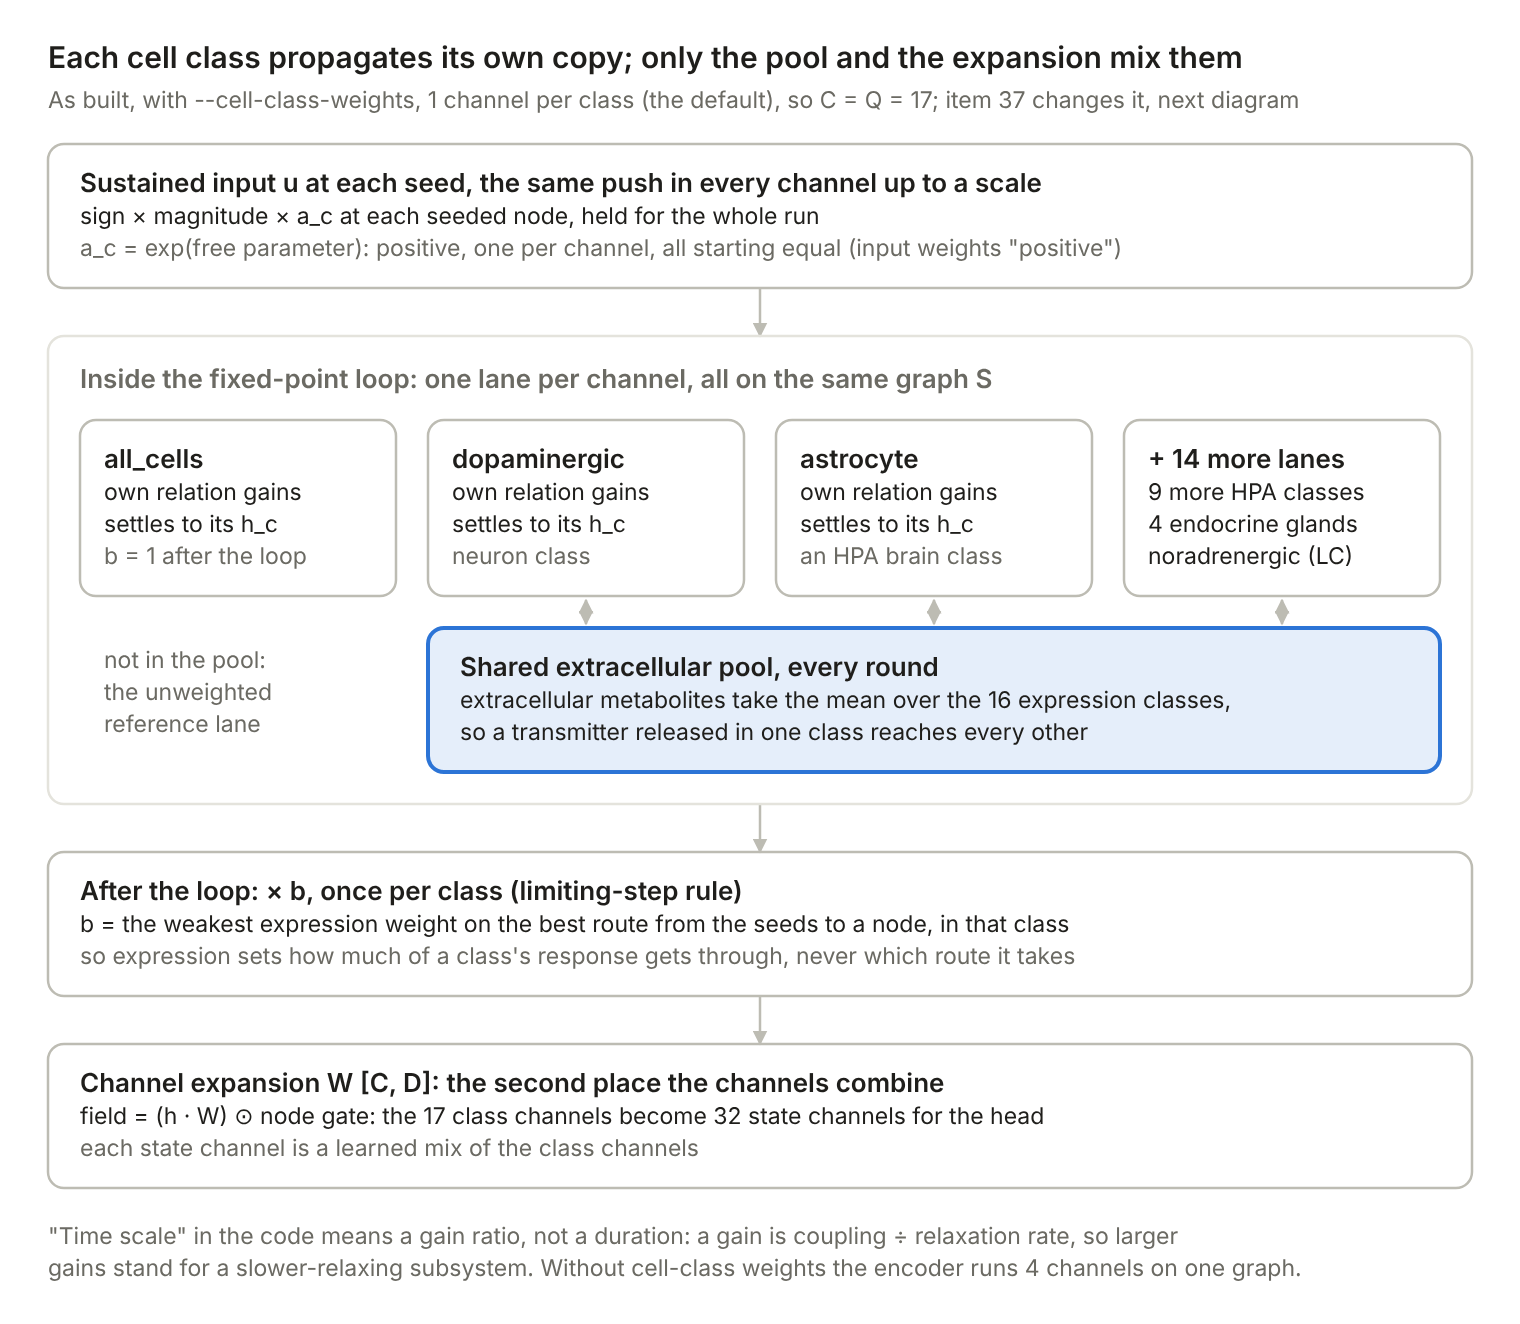 Each cell class propagates its own copy; only the pool and the expansion mix them
As built, with --cell-class-weights, 1 channel per class (the default), so C = Q = 17; item 37 changes it, next diagram
Sustained input u at each seed, the same push in every channel up to a scale
sign × magnitude × a_c at each seeded node, held for the whole run
a_c = exp(free parameter): positive, one per channel, all starting equal (input weights "positive")
Inside the fixed-point loop: one lane per channel, all on the same graph S
all_cells
own relation gains
settles to its h_c
b = 1 after the loop
dopaminergic
own relation gains
settles to its h_c
neuron class
astrocyte
own relation gains
settles to its h_c
an HPA brain class
+ 14 more lanes
9 more HPA classes
4 endocrine glands
noradrenergic (LC)
not in the pool:
the unweighted
reference lane
Shared extracellular pool, every round
extracellular metabolites take the mean over the 16 expression classes,
so a transmitter released in one class reaches every other
After the loop: × b, once per class (limiting-step rule)
b = the weakest expression weight on the best route from the seeds to a node, in that class
so expression sets how much of a class's response gets through, never which route it takes
Channel expansion W [C, D]: the second place the channels combine
field = (h · W) ⊙ node gate: the 17 class channels become 32 state channels for the head
each state channel is a learned mix of the class channels
"Time scale" in the code means a gain ratio, not a duration: a gain is coupling ÷ relaxation rate, so larger
gains stand for a slower-relaxing subsystem. Without cell-class weights the encoder runs 4 channels on one graph.